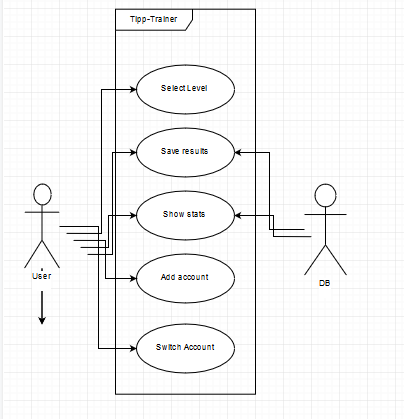 Tipp-Trainer
Select Level
Save results
Show stats
Add account
Switch Account
User
DB